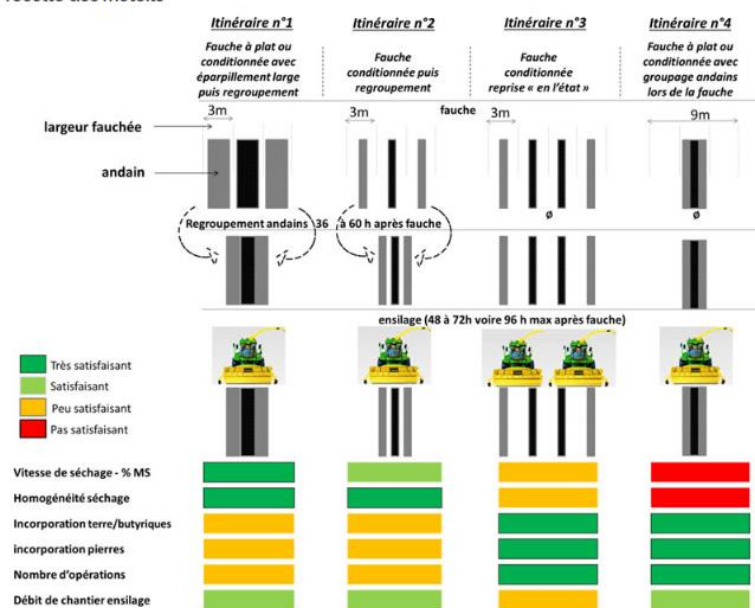 Itinéraire n°1
Itinéraire n°2
Itinéraire n°3
Itinéraire n°4
Fauche à plat ou
conditionnée avec
éparpillement large
puis regroupement
Fauche
conditionnée puis
regroupement
Fauche
conditionnée
reprise « en l'état »
Fauche à plat ou
conditionnée avec
groupage andains
lors de la fauche
3m
3m
fauche
3m
9m
largeur fauchée
andain
ø
ø
Regroupement andains 36 à 60 h après fauche
ensilage (48 à 72h voire 96 h max après fauche)
Très satisfaisant
Satisfaisant
Peu satisfaisant
Pas satisfaisant
Vitesse de séchage - % MS
Homogénéité séchage
Incorporation terre/butyriques
incorporation pierres
Nombre d'opérations
Débit de chantier ensilage